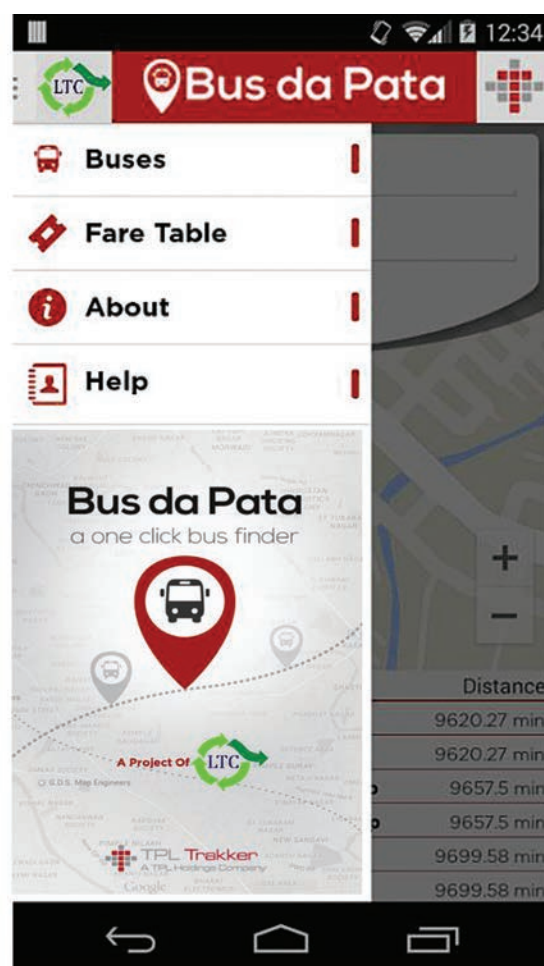 12:34
LTC
Bus da Pata
Buses
Fare Table
About
Help
Bus da Pata
a one click bus finder
A Project Of LTC
G.D.S. Map Engineers
TPL Trakker
A TPL Holdings Company
Google
Distance
9620.27 min
9620.27 min
9657.5 min
9657.5 min
9699.58 min
9699.58 min